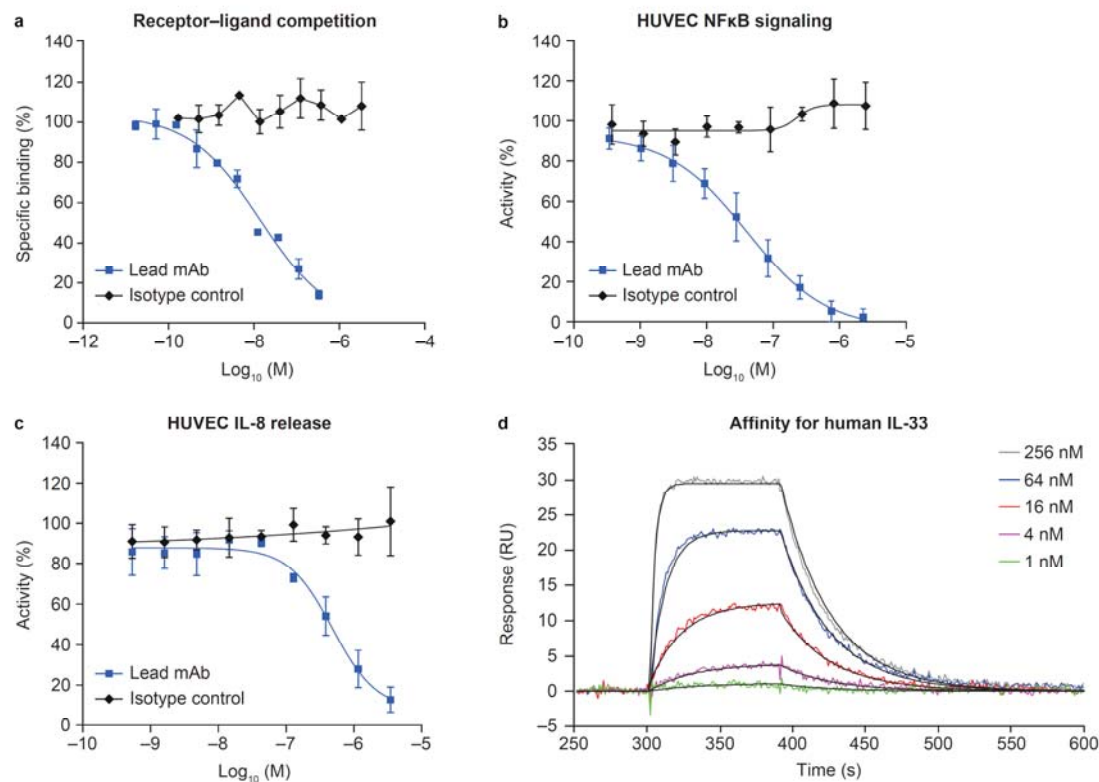 a
Receptor–ligand competition
140
120
100
80
60
40
20
0
Specific binding (%)
Lead mAb
Isotype control
−12
−10
−8
−6
−4
Log₁₀ (M)
b
HUVEC NFκB signaling
140
120
100
80
60
40
20
0
Activity (%)
Lead mAb
Isotype control
−10
−9
−8
−7
−6
−5
Log₁₀ (M)
c
HUVEC IL-8 release
140
120
100
80
60
40
20
0
Activity (%)
Lead mAb
Isotype control
−10
−9
−8
−7
−6
−5
Log₁₀ (M)
d
Affinity for human IL-33
35
30
25
20
15
10
5
0
−5
Response (RU)
256 nM
64 nM
16 nM
4 nM
1 nM
250
300
350
400
450
500
550
600
Time (s)